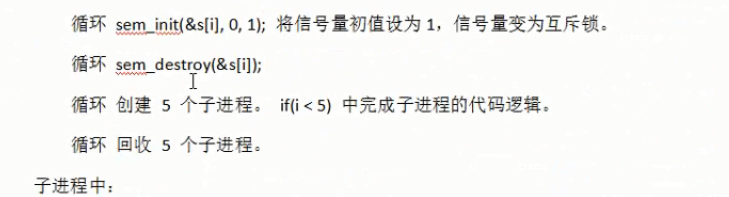 循环 sem_init(&s[i], 0, 1); 将信号量初值设为 1，信号量变为互斥锁。
循环 sem_destroy(&s[i]);
循环 创建 5 个子进程。 if(i < 5) 中完成子进程的代码逻辑。
循环 回收 5 个子进程。
子进程中：